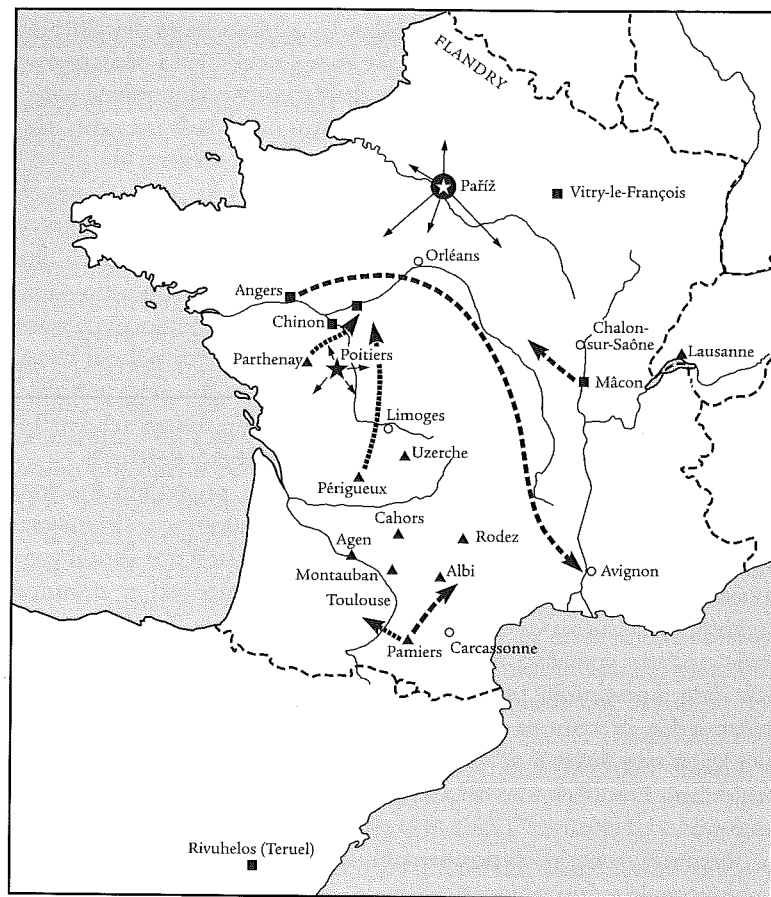 FLANDRY
Paříž
Vitry-le-François
Orléans
Angers
Chinon
Chalon-
sur-Saône
Lausanne
Parthenay
Poitiers
Mâcon
Limoges
Uzerche
Périgueux
Cahors
Rodez
Agen
Montauban
Albi
Avignon
Toulouse
Pamiers
Carcassonne
Rivuhelos (Teruel)